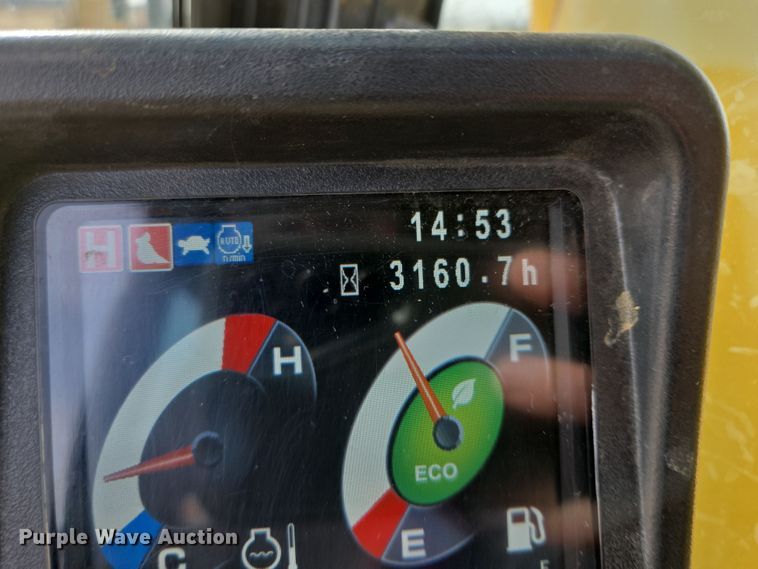 14:53
H AUTO
n/min
3160.7h
H
F
ECO
C
E
Purple Wave Auction